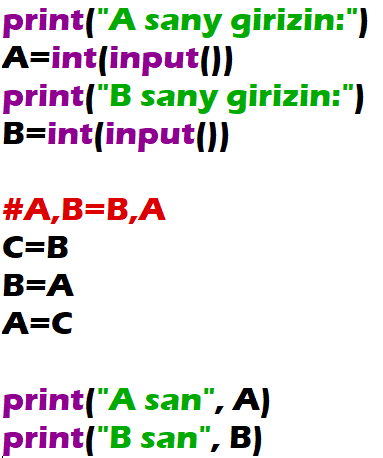 print("A sany girizin:")
A=int(input())
print("B sany girizin:")
B=int(input())
#A,B=B,A
C=B
B=A
A=C
print("A san", A)
print("B san", B)